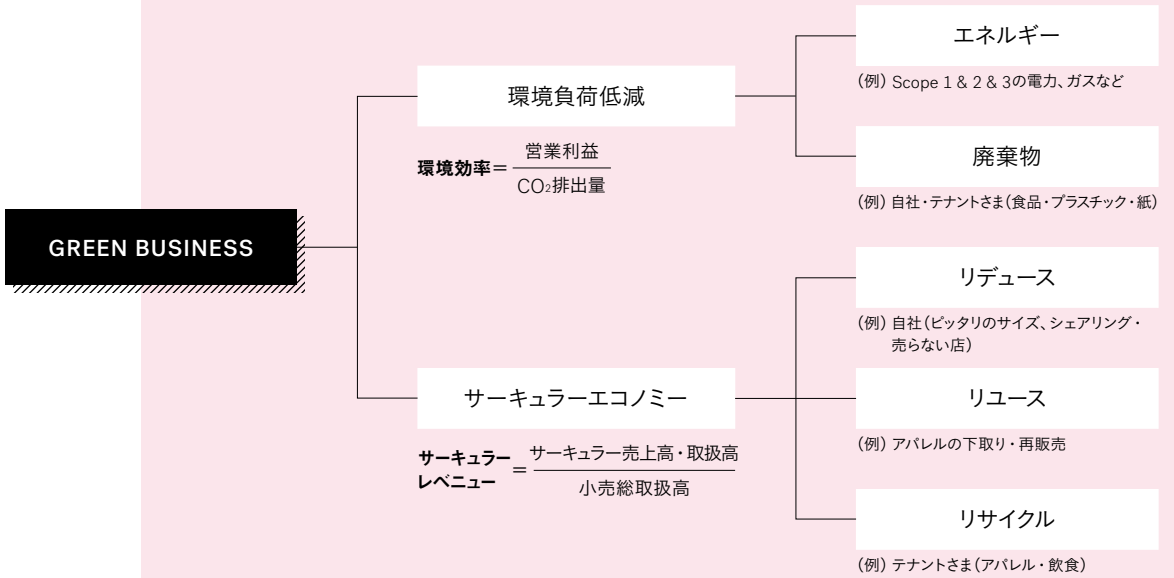 GREEN BUSINESS
環境負荷低減
環境効率＝
営業利益
CO₂排出量
エネルギー
(例) Scope 1 & 2 & 3の電力、ガスなど
廃棄物
(例) 自社・テナントさま(食品・プラスチック・紙)
サーキュラーエコノミー
サーキュラー
レベニュー
＝
サーキュラー売上高・取扱高
小売総取扱高
リデュース
(例) 自社(ピッタリのサイズ、シェアリング・
売らない店)
リユース
(例) アパレルの下取り・再販売
リサイクル
(例) テナントさま(アパレル・飲食)